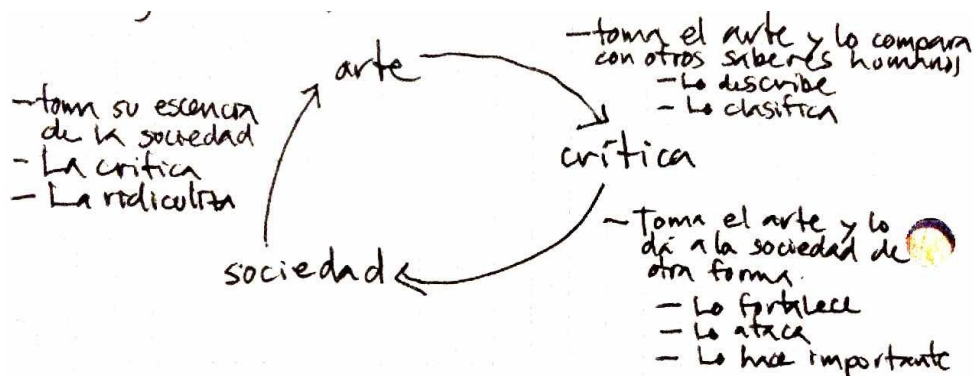 arte
- toma el arte y lo compara
con otros saberes humanos
- Lo describe
- Lo clasifica
crítica
- Toma el arte y lo
dá a la sociedad de
otra forma.
- Lo fortalece
- Lo ataca
- Lo hace importante
sociedad
- toma su escencia
de la sociedad
- La critica
- La ridiculiza